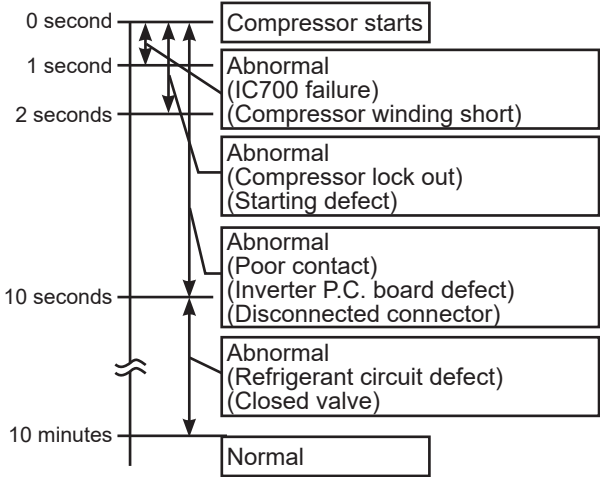 0 second
Compressor starts
1 second
Abnormal
(IC700 failure)
(Compressor winding short)
2 seconds
Abnormal
(Compressor lock out)
(Starting defect)
Abnormal
(Poor contact)
(Inverter P.C. board defect)
(Disconnected connector)
10 seconds
Abnormal
(Refrigerant circuit defect)
(Closed valve)
10 minutes
Normal